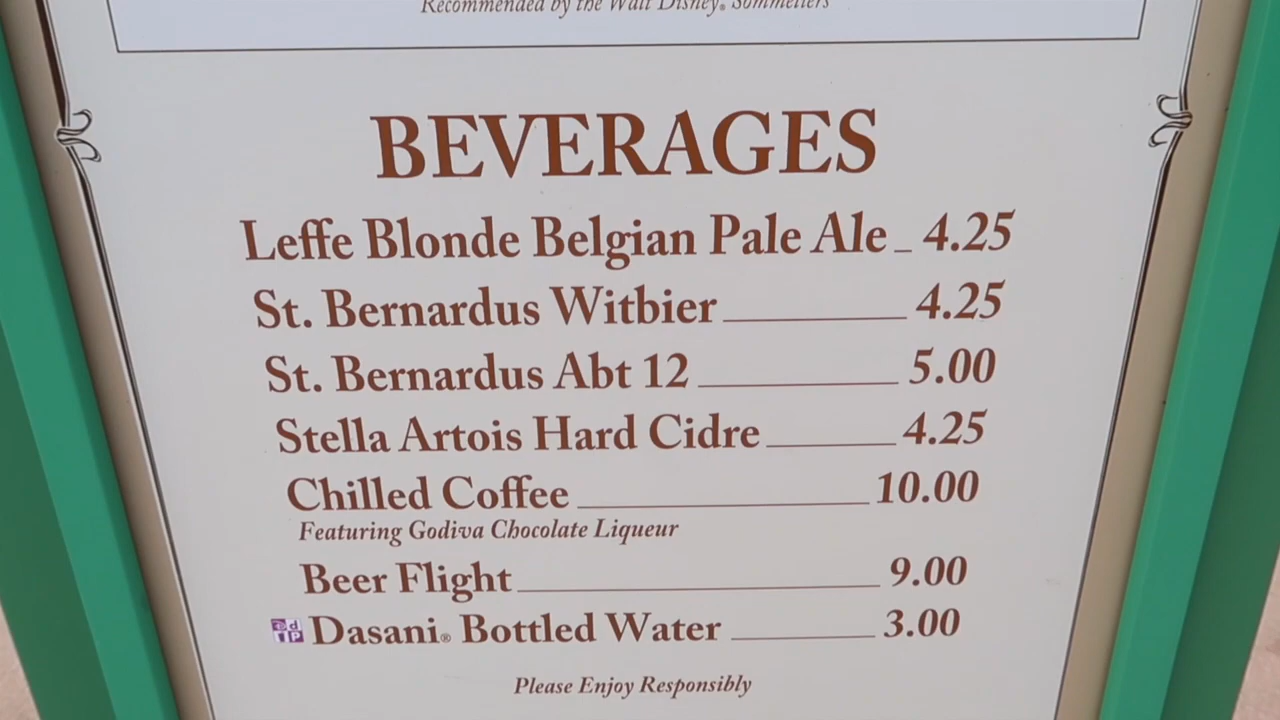 Recommended by the Walt Disney® Sommeliers
BEVERAGES
Leffe Blonde Belgian Pale Ale 4.25
St. Bernardus Witbier 4.25
St. Bernardus Abt 12 5.00
Stella Artois Hard Cidre 4.25
Chilled Coffee 10.00
Featuring Godiva Chocolate Liqueur
Beer Flight 9.00
Dasani® Bottled Water 3.00
Please Enjoy Responsibly